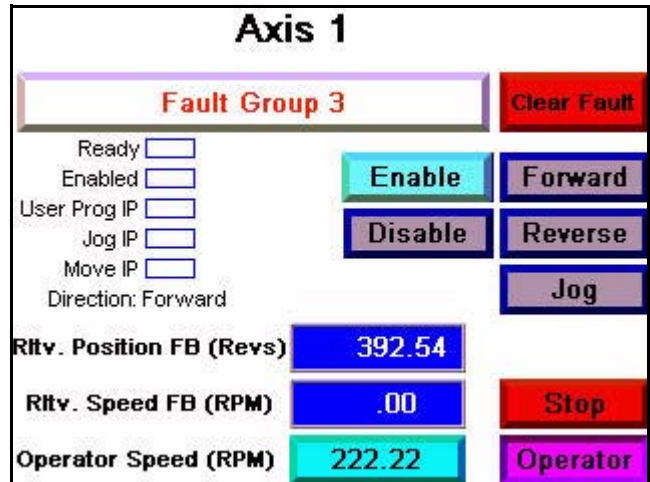 Axis 1
Fault Group 3
Clear Fault
Ready
Enabled
User Prog IP
Jog IP
Move IP
Direction: Forward
Enable
Forward
Disable
Reverse
Jog
Rltv. Position FB (Revs)
392.54
Rltv. Speed FB (RPM)
.00
Stop
Operator Speed (RPM)
222.22
Operator